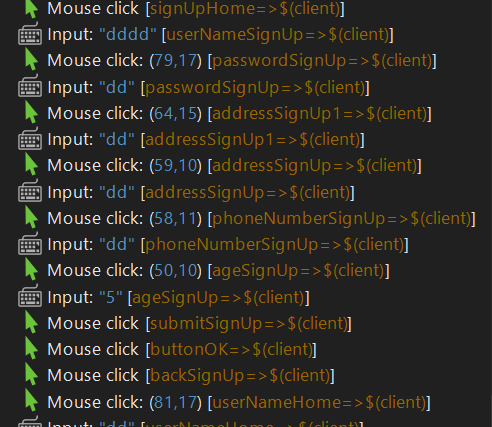 Mouse click [signUpHome=>$(client)]
Input: "dddd" [userNameSignUp=>$(client)]
Mouse click: (79,17) [passwordSignUp=>$(client)]
Input: "dd" [passwordSignUp=>$(client)]
Mouse click: (64,15) [addressSignUp1=>$(client)]
Input: "dd" [addressSignUp1=>$(client)]
Mouse click: (59,10) [addressSignUp=>$(client)]
Input: "dd" [addressSignUp=>$(client)]
Mouse click: (58,11) [phoneNumberSignUp=>$(client)]
Input: "dd" [phoneNumberSignUp=>$(client)]
Mouse click: (50,10) [ageSignUp=>$(client)]
Input: "5" [ageSignUp=>$(client)]
Mouse click [submitSignUp=>$(client)]
Mouse click [buttonOK=>$(client)]
Mouse click [backSignUp=>$(client)]
Mouse click: (81,17) [userNameHome=>$(client)]
Input: "dd" [userNameHome=>$(client)]